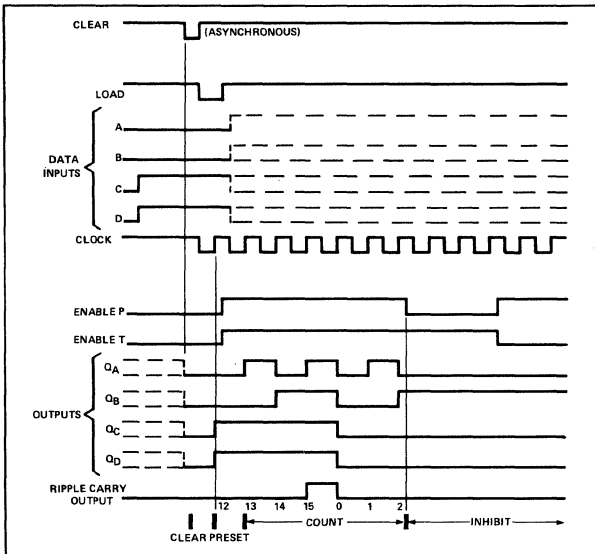 CLEAR
(ASYNCHRONOUS)
LOAD
A
DATA
INPUTS
B
C
D
CLOCK
ENABLE P
ENABLE T
QA
QB
OUTPUTS
QC
QD
RIPPLE CARRY
OUTPUT
12 13 14 15 0 1 2
COUNT
INHIBIT
CLEAR PRESET